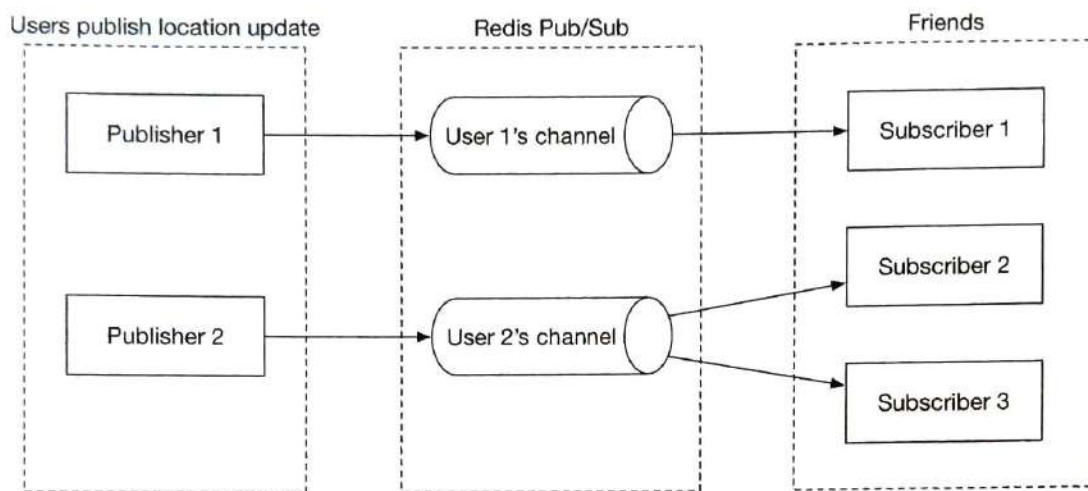 Users publish location update
Redis Pub/Sub
Friends
Publisher 1
User 1's channel
Subscriber 1
Subscriber 2
Publisher 2
User 2's channel
Subscriber 3